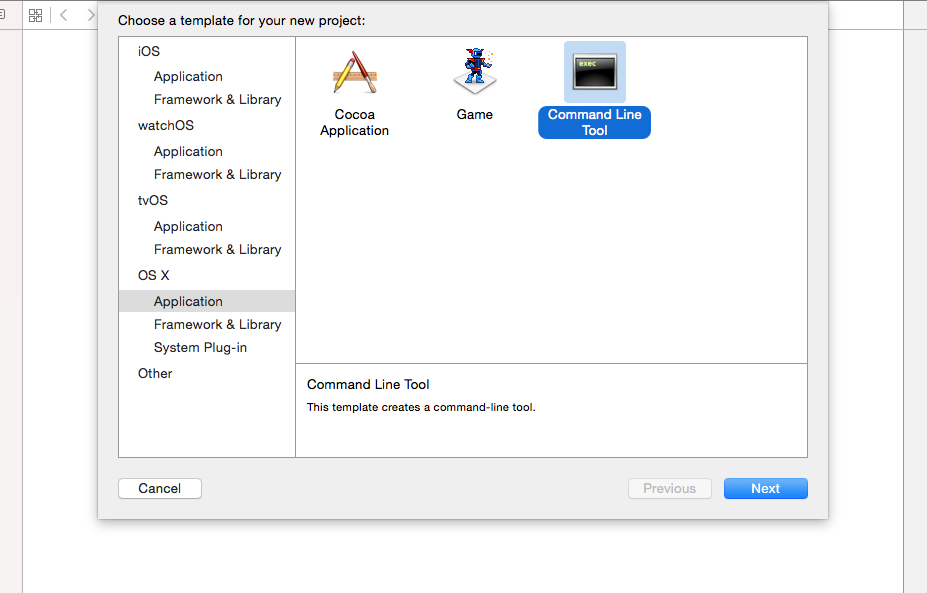 Choose a template for your new project:
iOS
Application
Framework & Library
watchOS
Application
Framework & Library
tvOS
Application
Framework & Library
OS X
Application
Framework & Library
System Plug-in
Other
Cocoa
Application
Game
exec
Command Line
Tool
Command Line Tool
This template creates a command-line tool.
Cancel
Previous
Next